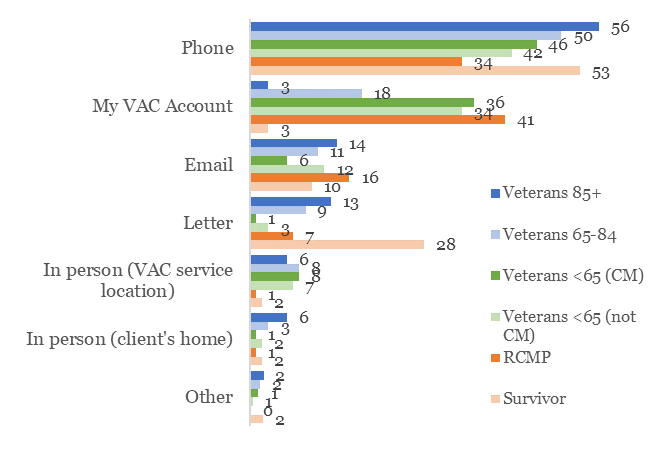 Phone
56
50
46
42
34
53
My VAC Account
3
18
36
34
41
3
Email
14
11
6
12
16
10
Letter
13
9
1
3
7
28
In person (VAC service
location)
6
8
8
7
1
2
In person (client's home)
6
3
1
2
1
2
Other
2
2
1
1
0
2
Veterans 85+
Veterans 65-84
Veterans <65 (CM)
Veterans <65 (not
CM)
RCMP
Survivor